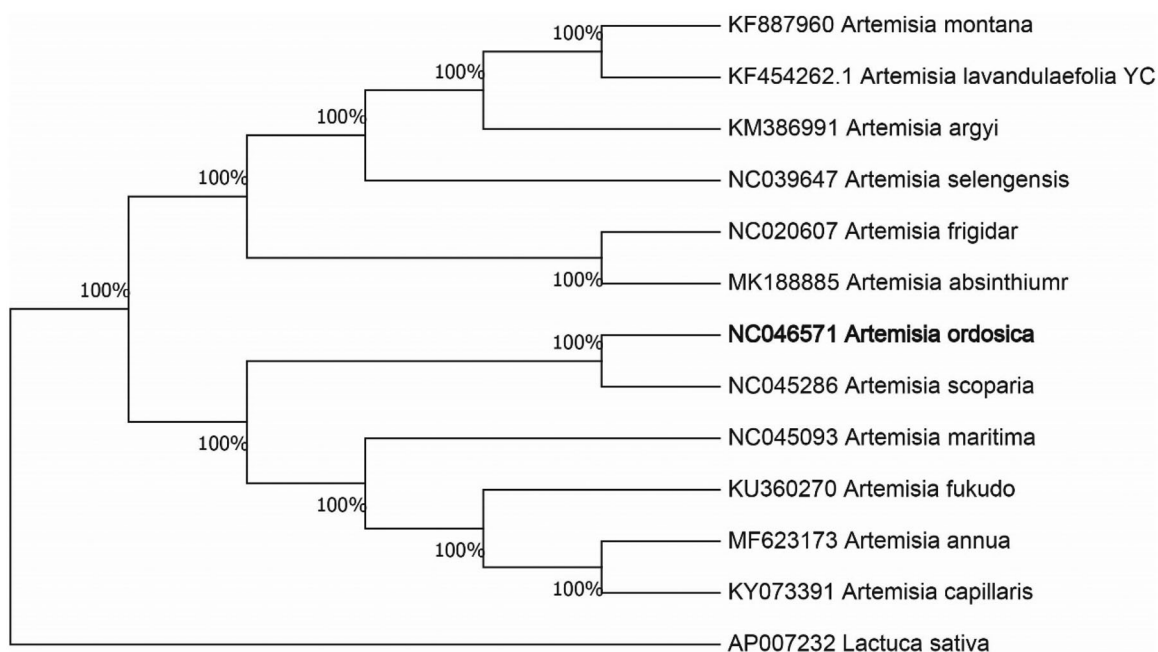 100%
KF887960 Artemisia montana
100%
KF454262.1 Artemisia lavandulaefolia YC
100%
KM386991 Artemisia argyi
100%
NC039647 Artemisia selengensis
NC020607 Artemisia frigidar
100%
MK188885 Artemisia absinthiumr
100%
100%
NC046571 Artemisia ordosica
NC045286 Artemisia scoparia
100%
NC045093 Artemisia maritima
100%
KU360270 Artemisia fukudo
100%
MF623173 Artemisia annua
100%
KY073391 Artemisia capillaris
AP007232 Lactuca sativa